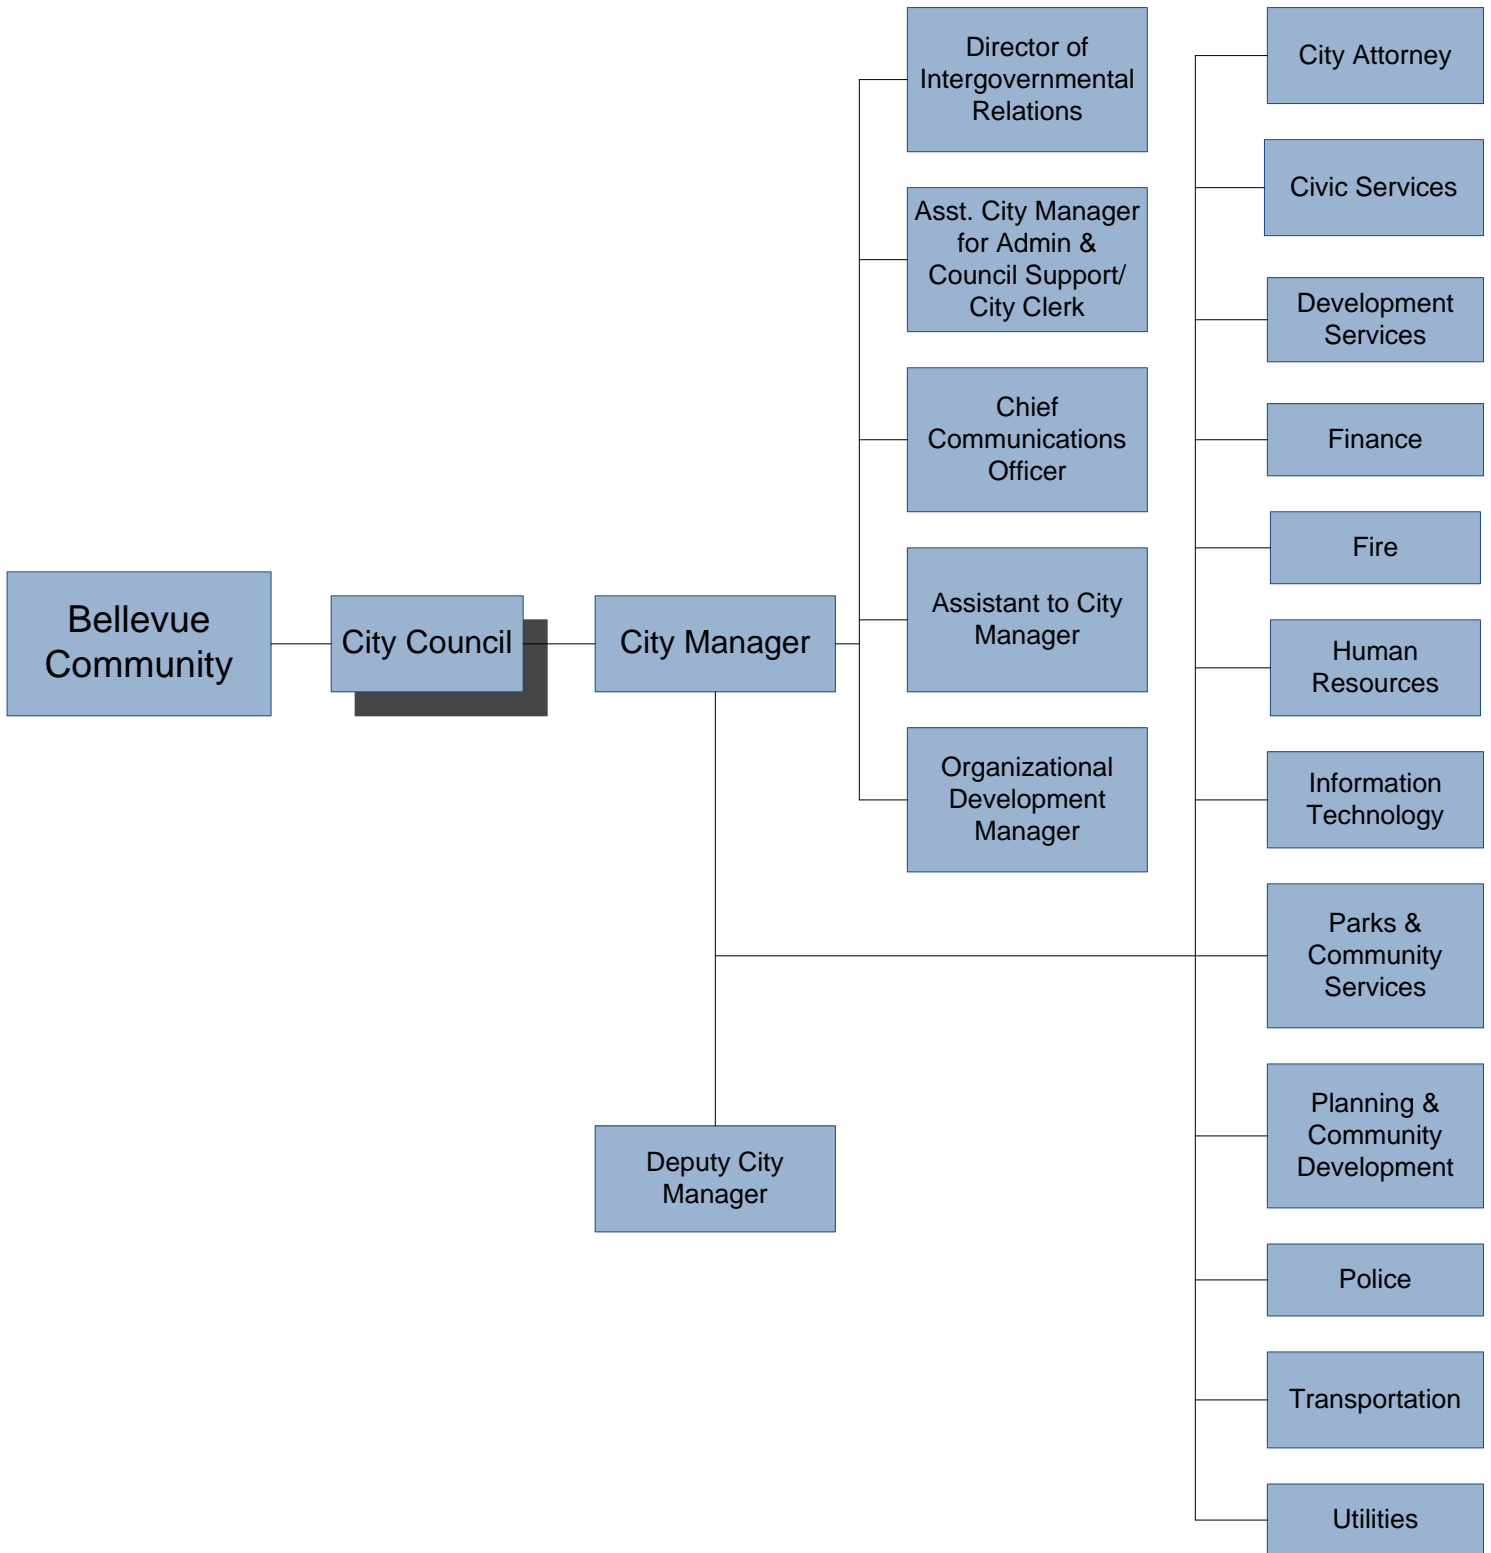 Bellevue
Community
City Council
City Manager
Deputy City
Manager
Director of
Intergovernmental
Relations
Asst. City Manager
for Admin &
Council Support/
City Clerk
Chief
Communications
Officer
Assistant to City
Manager
Organizational
Development
Manager
City Attorney
Civic Services
Development
Services
Finance
Fire
Human
Resources
Information
Technology
Parks &
Community
Services
Planning &
Community
Development
Police
Transportation
Utilities